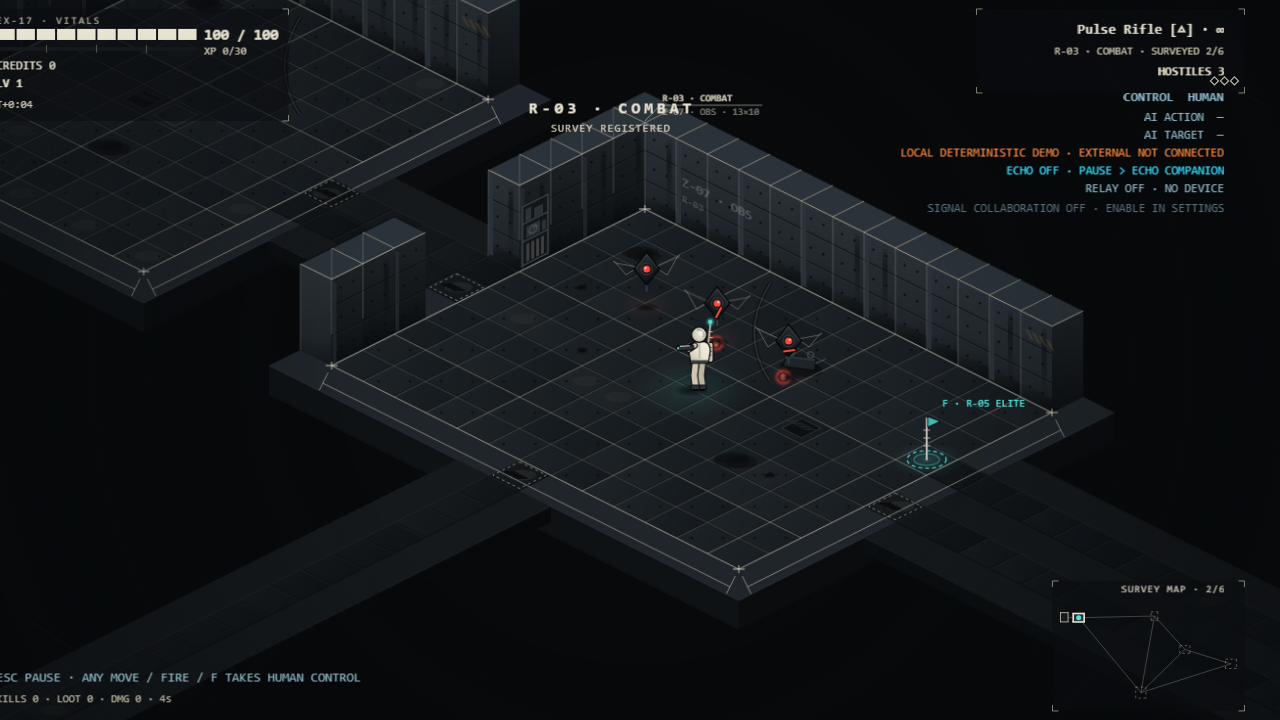 EX-17 · VITALS
100 / 100
XP 0/30
CREDITS 0
LV 1
T+0:04
R-03 · COMBAT
SURVEY REGISTERED
R-03 · COMBAT
OBS · 13×10
Z-07 · OBS
R-03
Pulse Rifle [▲] · ∞
R-03 · COMBAT · SURVEYED 2/6
HOSTILES 3
CONTROL HUMAN
AI ACTION —
AI TARGET —
LOCAL DETERMINISTIC DEMO · EXTERNAL NOT CONNECTED
ECHO OFF · PAUSE > ECHO COMPANION
RELAY OFF · NO DEVICE
SIGNAL COLLABORATION OFF · ENABLE IN SETTINGS
F · R-05 ELITE
SURVEY MAP · 2/6
ESC PAUSE · ANY MOVE / FIRE / F TAKES HUMAN CONTROL
KILLS 0 · LOOT 0 · DMG 0 · 4s